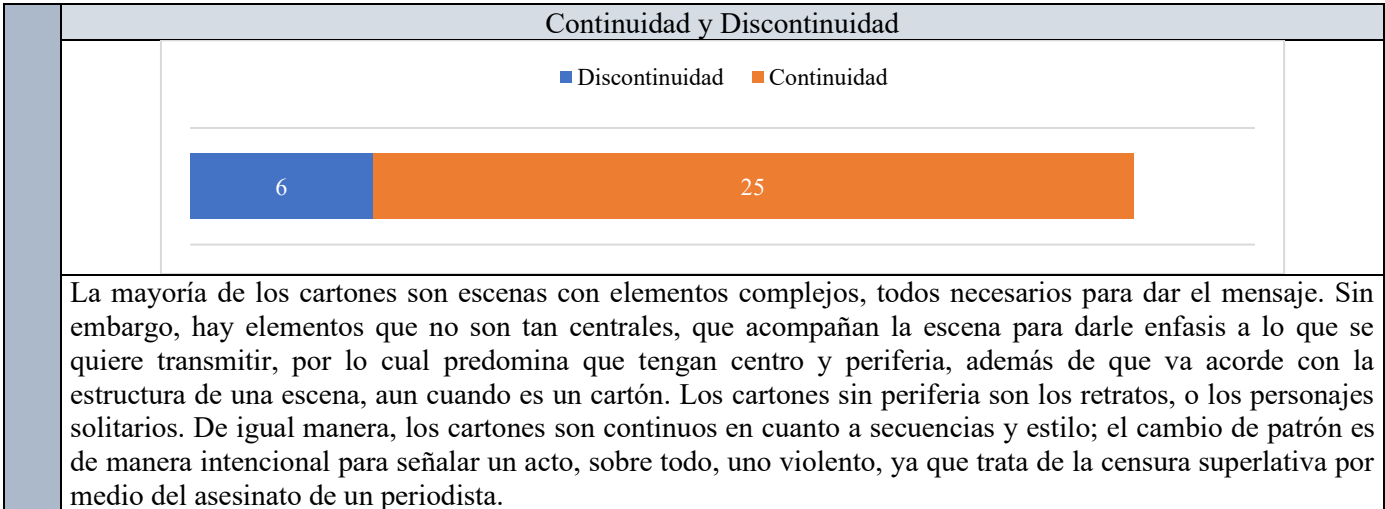 Continuidad y Discontinuidad
Discontinuidad Continuidad
6 25
La mayoría de los cartones son escenas con elementos complejos, todos necesarios para dar el mensaje. Sin
embargo, hay elementos que no son tan centrales, que acompañan la escena para darle enfasis a lo que se
quiere transmitir, por lo cual predomina que tengan centro y periferia, además de que va acorde con la
estructura de una escena, aun cuando es un cartón. Los cartones sin periferia son los retratos, o los personajes
solitarios. De igual manera, los cartones son continuos en cuanto a secuencias y estilo; el cambio de patrón es
de manera intencional para señalar un acto, sobre todo, uno violento, ya que trata de la censura superlativa por
medio del asesinato de un periodista.